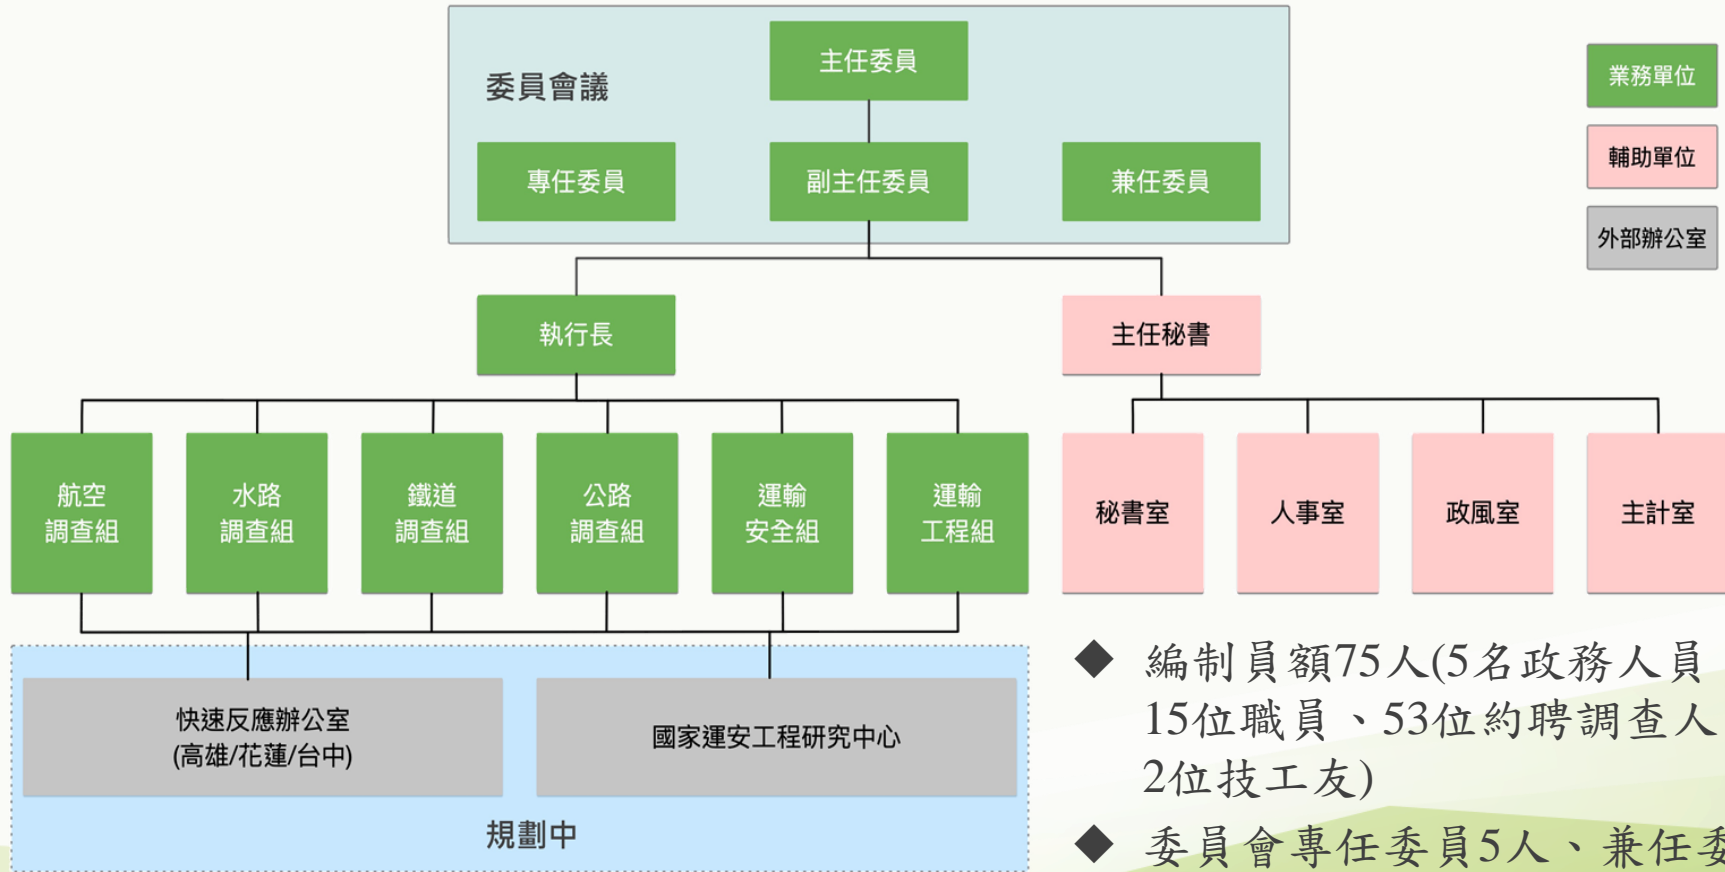 委員會議
主任委員
專任委員
副主任委員
兼任委員
業務單位
輔助單位
外部辦公室
執行長
主任秘書
航空
調查組
水路
調查組
鐵道
調查組
公路
調查組
運輸
安全組
運輸
工程組
秘書室
人事室
政風室
主計室
快速反應辦公室
(高雄/花蓮/台中)
國家運安工程研究中心
規劃中
◆ 編制員額75人(5名政務人員
15位職員、53位約聘調查人
2位技工友)
◆ 委員會專任委員5人、兼任委